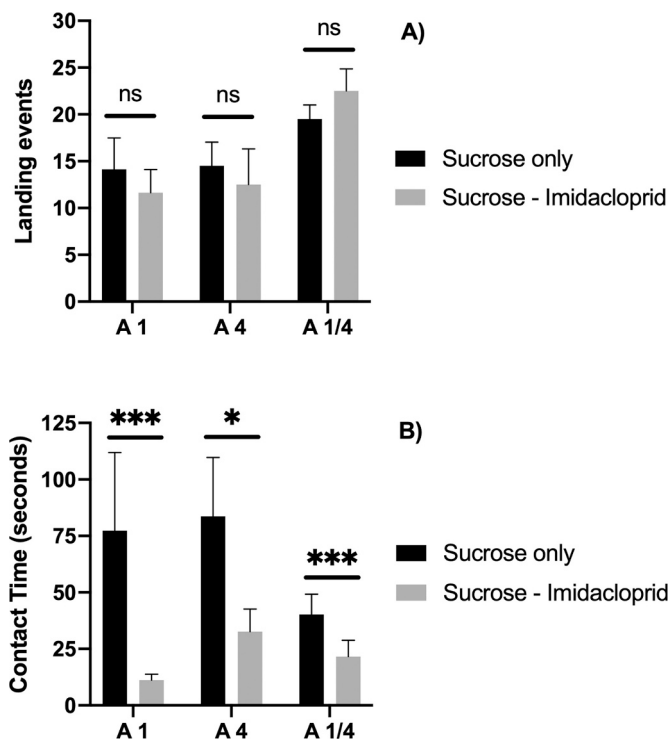 A)
Landing events
30
25
20
15
10
5
0
ns
ns
ns
A 1
A 4
A 1/4
Sucrose only
Sucrose - Imidacloprid
B)
Contact Time (seconds)
125
100
75
50
25
0
***
*
***
A 1
A 4
A 1/4
Sucrose only
Sucrose - Imidacloprid